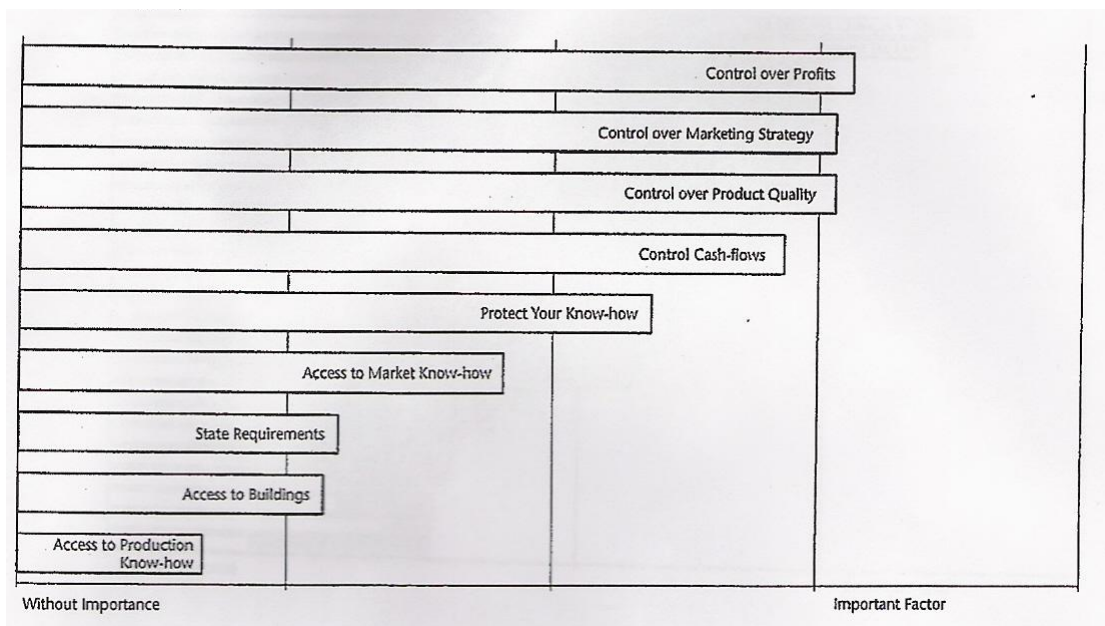 Control over Profits
Control over Marketing Strategy
Control over Product Quality
Control Cash-flows
Protect Your Know-how
Access to Market Know-how
State Requirements
Access to Buildings
Access to Production
Know-how
Without Importance
Important Factor